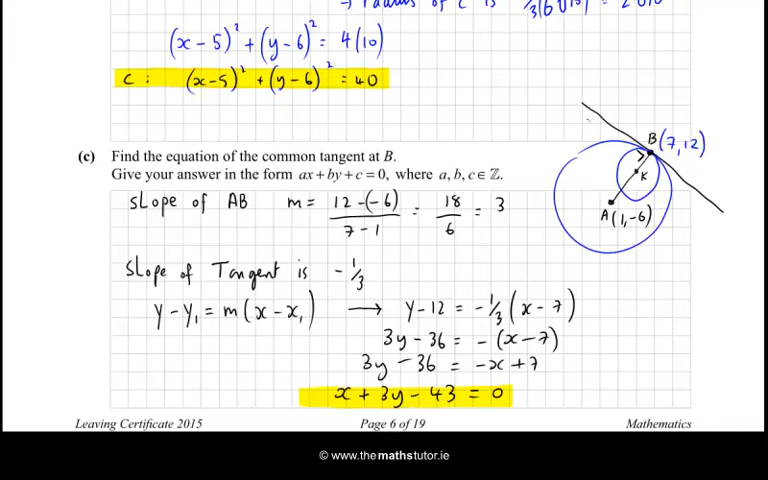 → radius of C is
(x-5)² + (y-6)² = 4(10)
C : (x-5)² + (y-6)² = 40
(c) Find the equation of the common tangent at B.
Give your answer in the form ax + by + c = 0, where a, b, c ∈ ℤ.
B(7,12)
K
A(1,-6)
Slope of AB m = 12-(-6) / 7-1 = 18/6 = 3
Slope of Tangent is -1/3
y - y₁ = m(x - x₁) → y - 12 = -1/3(x - 7)
3y - 36 = -(x - 7)
3y - 36 = -x + 7
x + 3y - 43 = 0
Leaving Certificate 2015 Page 6 of 19 Mathematics
© www.themathstutor.ie